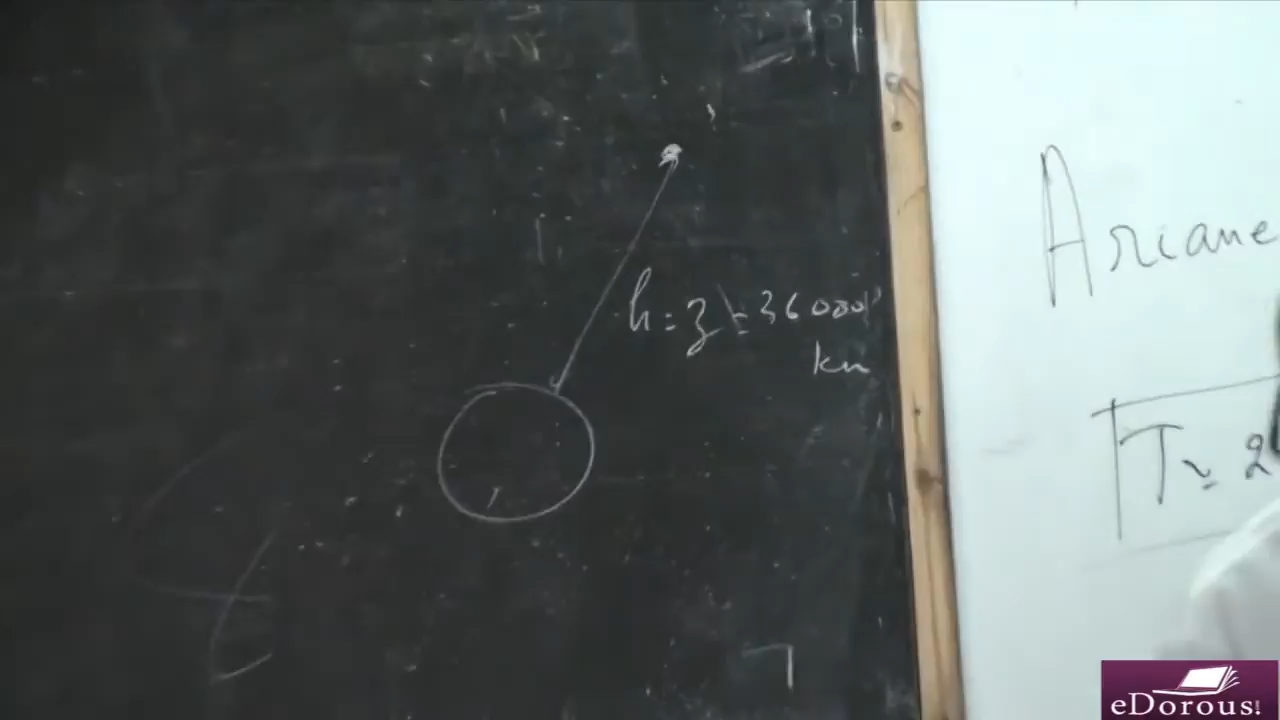 h = z ≃ 36000
km
Ariane
T ≃ 2
eDorous!